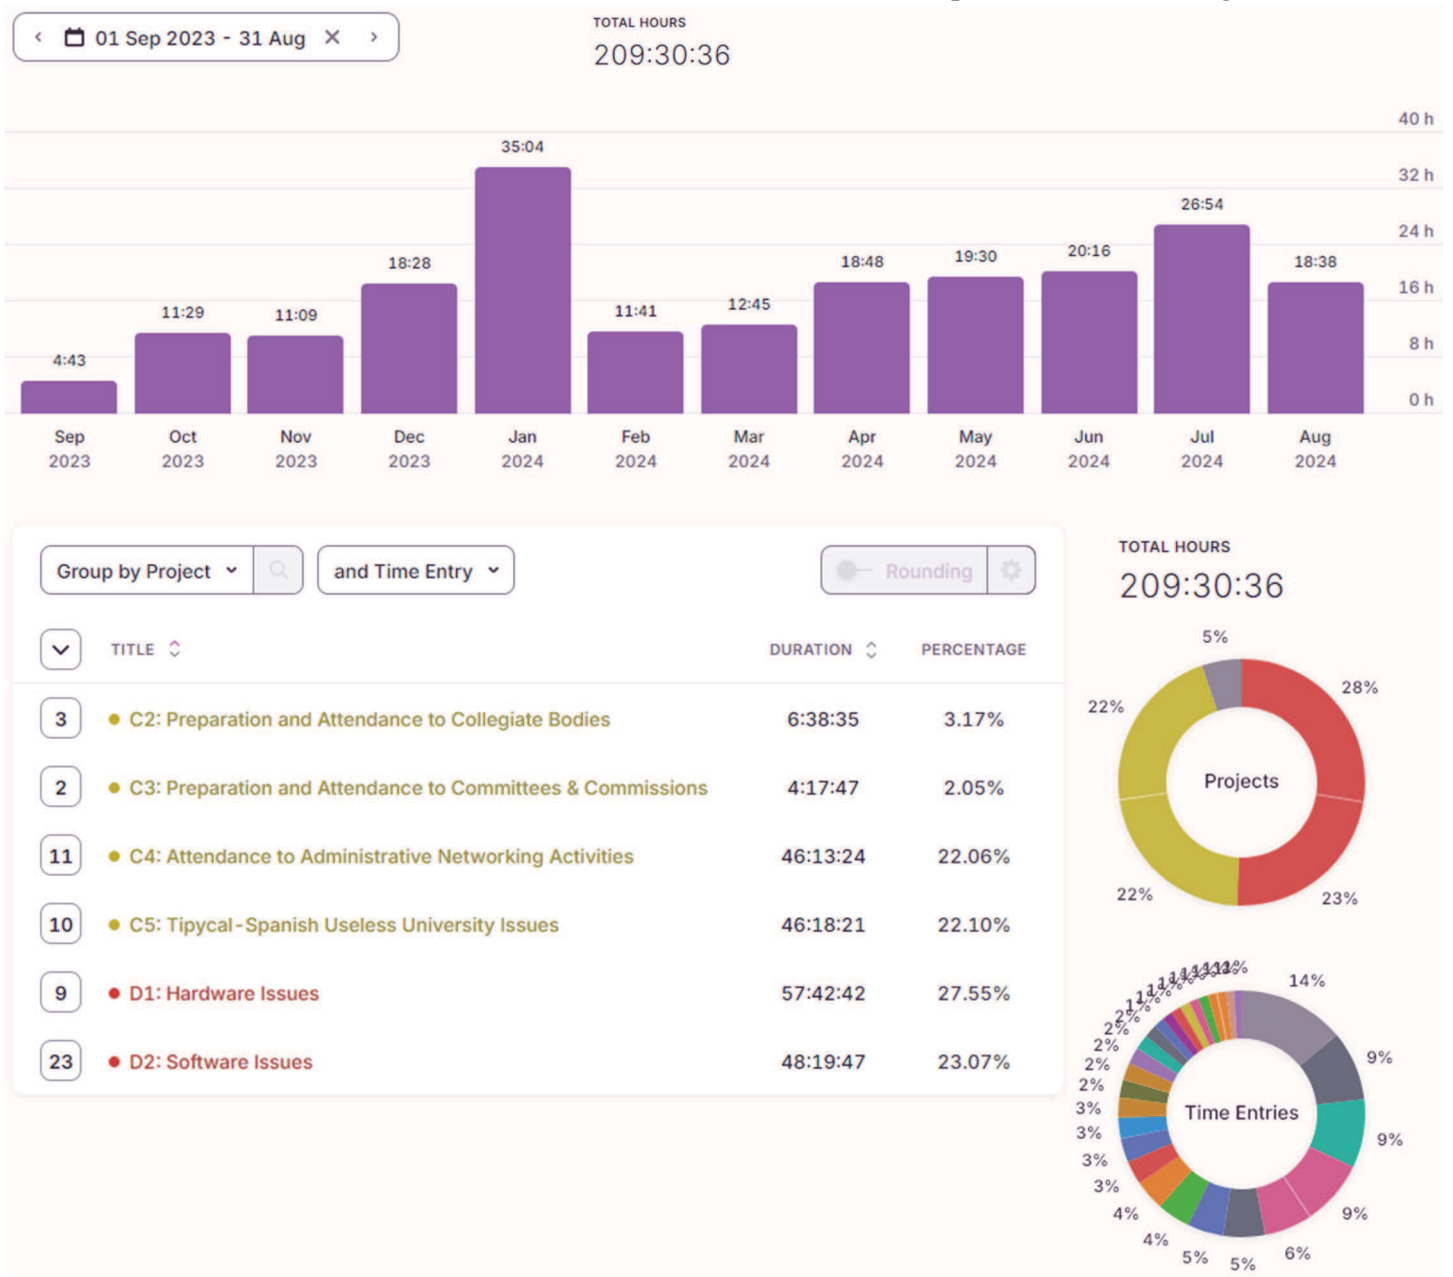 01 Sep 2023 - 31 Aug
TOTAL HOURS
209:30:36
40 h
32 h
24 h
16 h
8 h
0 h
4:43
11:29
11:09
18:28
35:04
11:41
12:45
18:48
19:30
20:16
26:54
18:38
Sep 2023
Oct 2023
Nov 2023
Dec 2023
Jan 2024
Feb 2024
Mar 2024
Apr 2024
May 2024
Jun 2024
Jul 2024
Aug 2024
Group by Project
and Time Entry
Rounding
TITLE DURATION PERCENTAGE
3 C2: Preparation and Attendance to Collegiate Bodies 6:38:35 3.17%
2 C3: Preparation and Attendance to Committees & Commissions 4:17:47 2.05%
11 C4: Attendance to Administrative Networking Activities 46:13:24 22.06%
10 C5: Tipycal-Spanish Useless University Issues 46:18:21 22.10%
9 D1: Hardware Issues 57:42:42 27.55%
23 D2: Software Issues 48:19:47 23.07%
TOTAL HOURS
209:30:36
5%
28%
22%
Projects
22%
23%
14%
9%
9%
9%
6%
5%
5%
4%
4%
3%
3%
3%
3%
2%
2%
2%
2%
2%
Time Entries